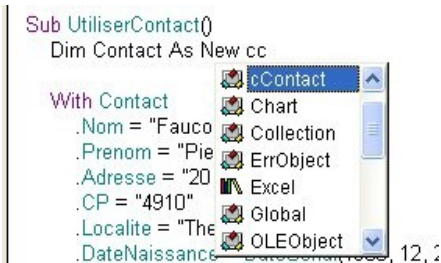 Sub UtiliserContact()
Dim Contact As New cc
cContact
With Contact
Chart
.Nom = "Fauco
Collection
.Prenom = "Pie
ErrObject
.Adresse = "20
Excel
.CP = "4910"
Global
.Localite = "The
OLEObject
.DateNaissance 12, 2